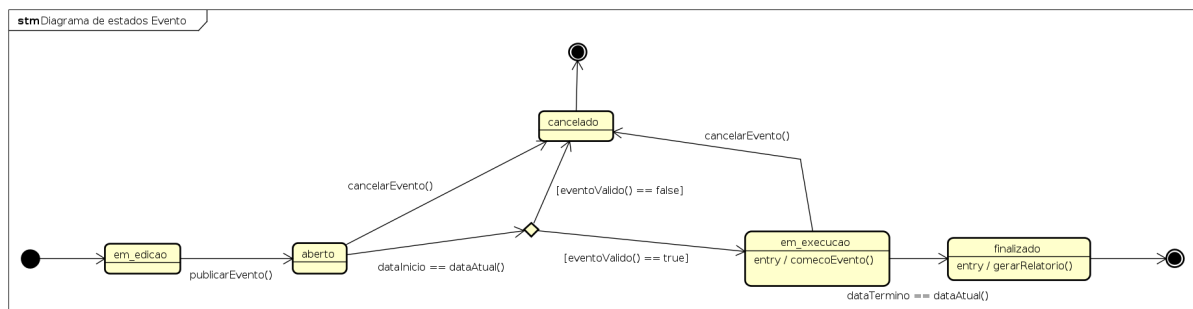 stm Diagrama de estados Evento
cancelado
cancelarEvento()
cancelarEvento()
[eventoValido() == false]
em_edicao
publicarEvento()
aberto
dataInicio == dataAtual()
[eventoValido() == true]
em_execucao
entry / comecoEvento()
dataTermino == dataAtual()
finalizado
entry / gerarRelatorio()